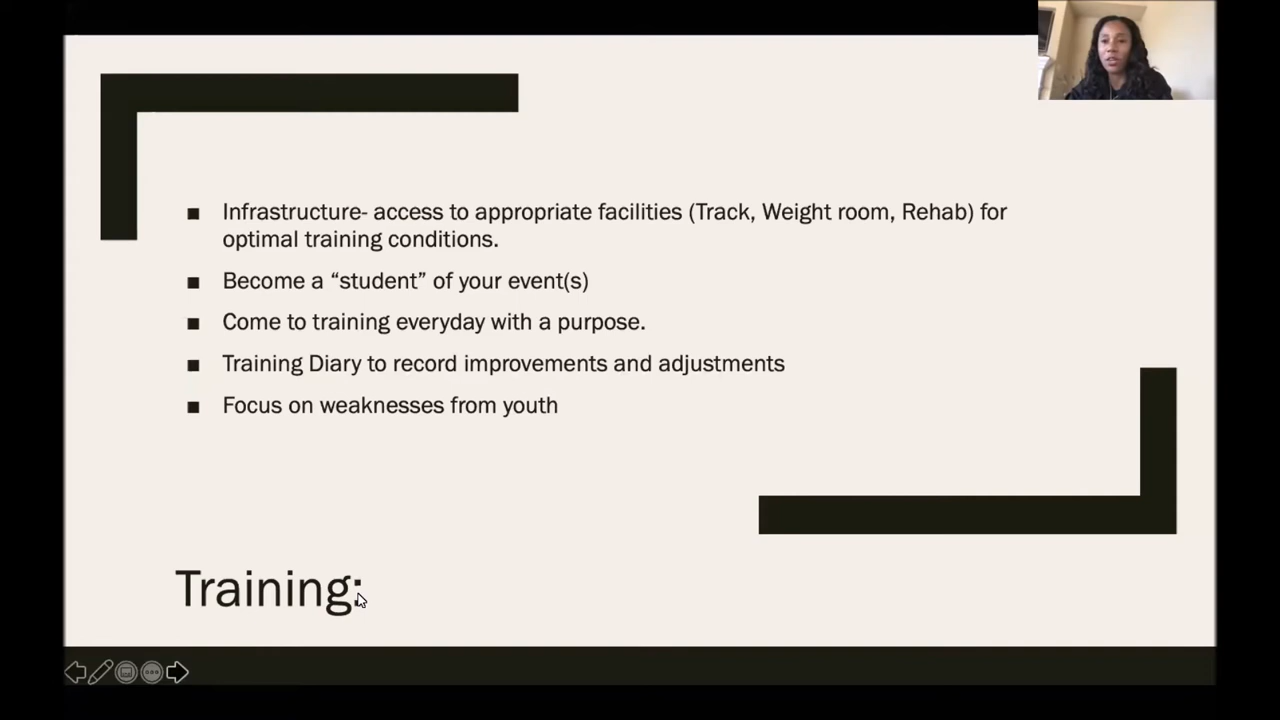 Infrastructure- access to appropriate facilities (Track, Weight room, Rehab) for
optimal training conditions.
Become a “student” of your event(s)
Come to training everyday with a purpose.
Training Diary to record improvements and adjustments
Focus on weaknesses from youth
Training: